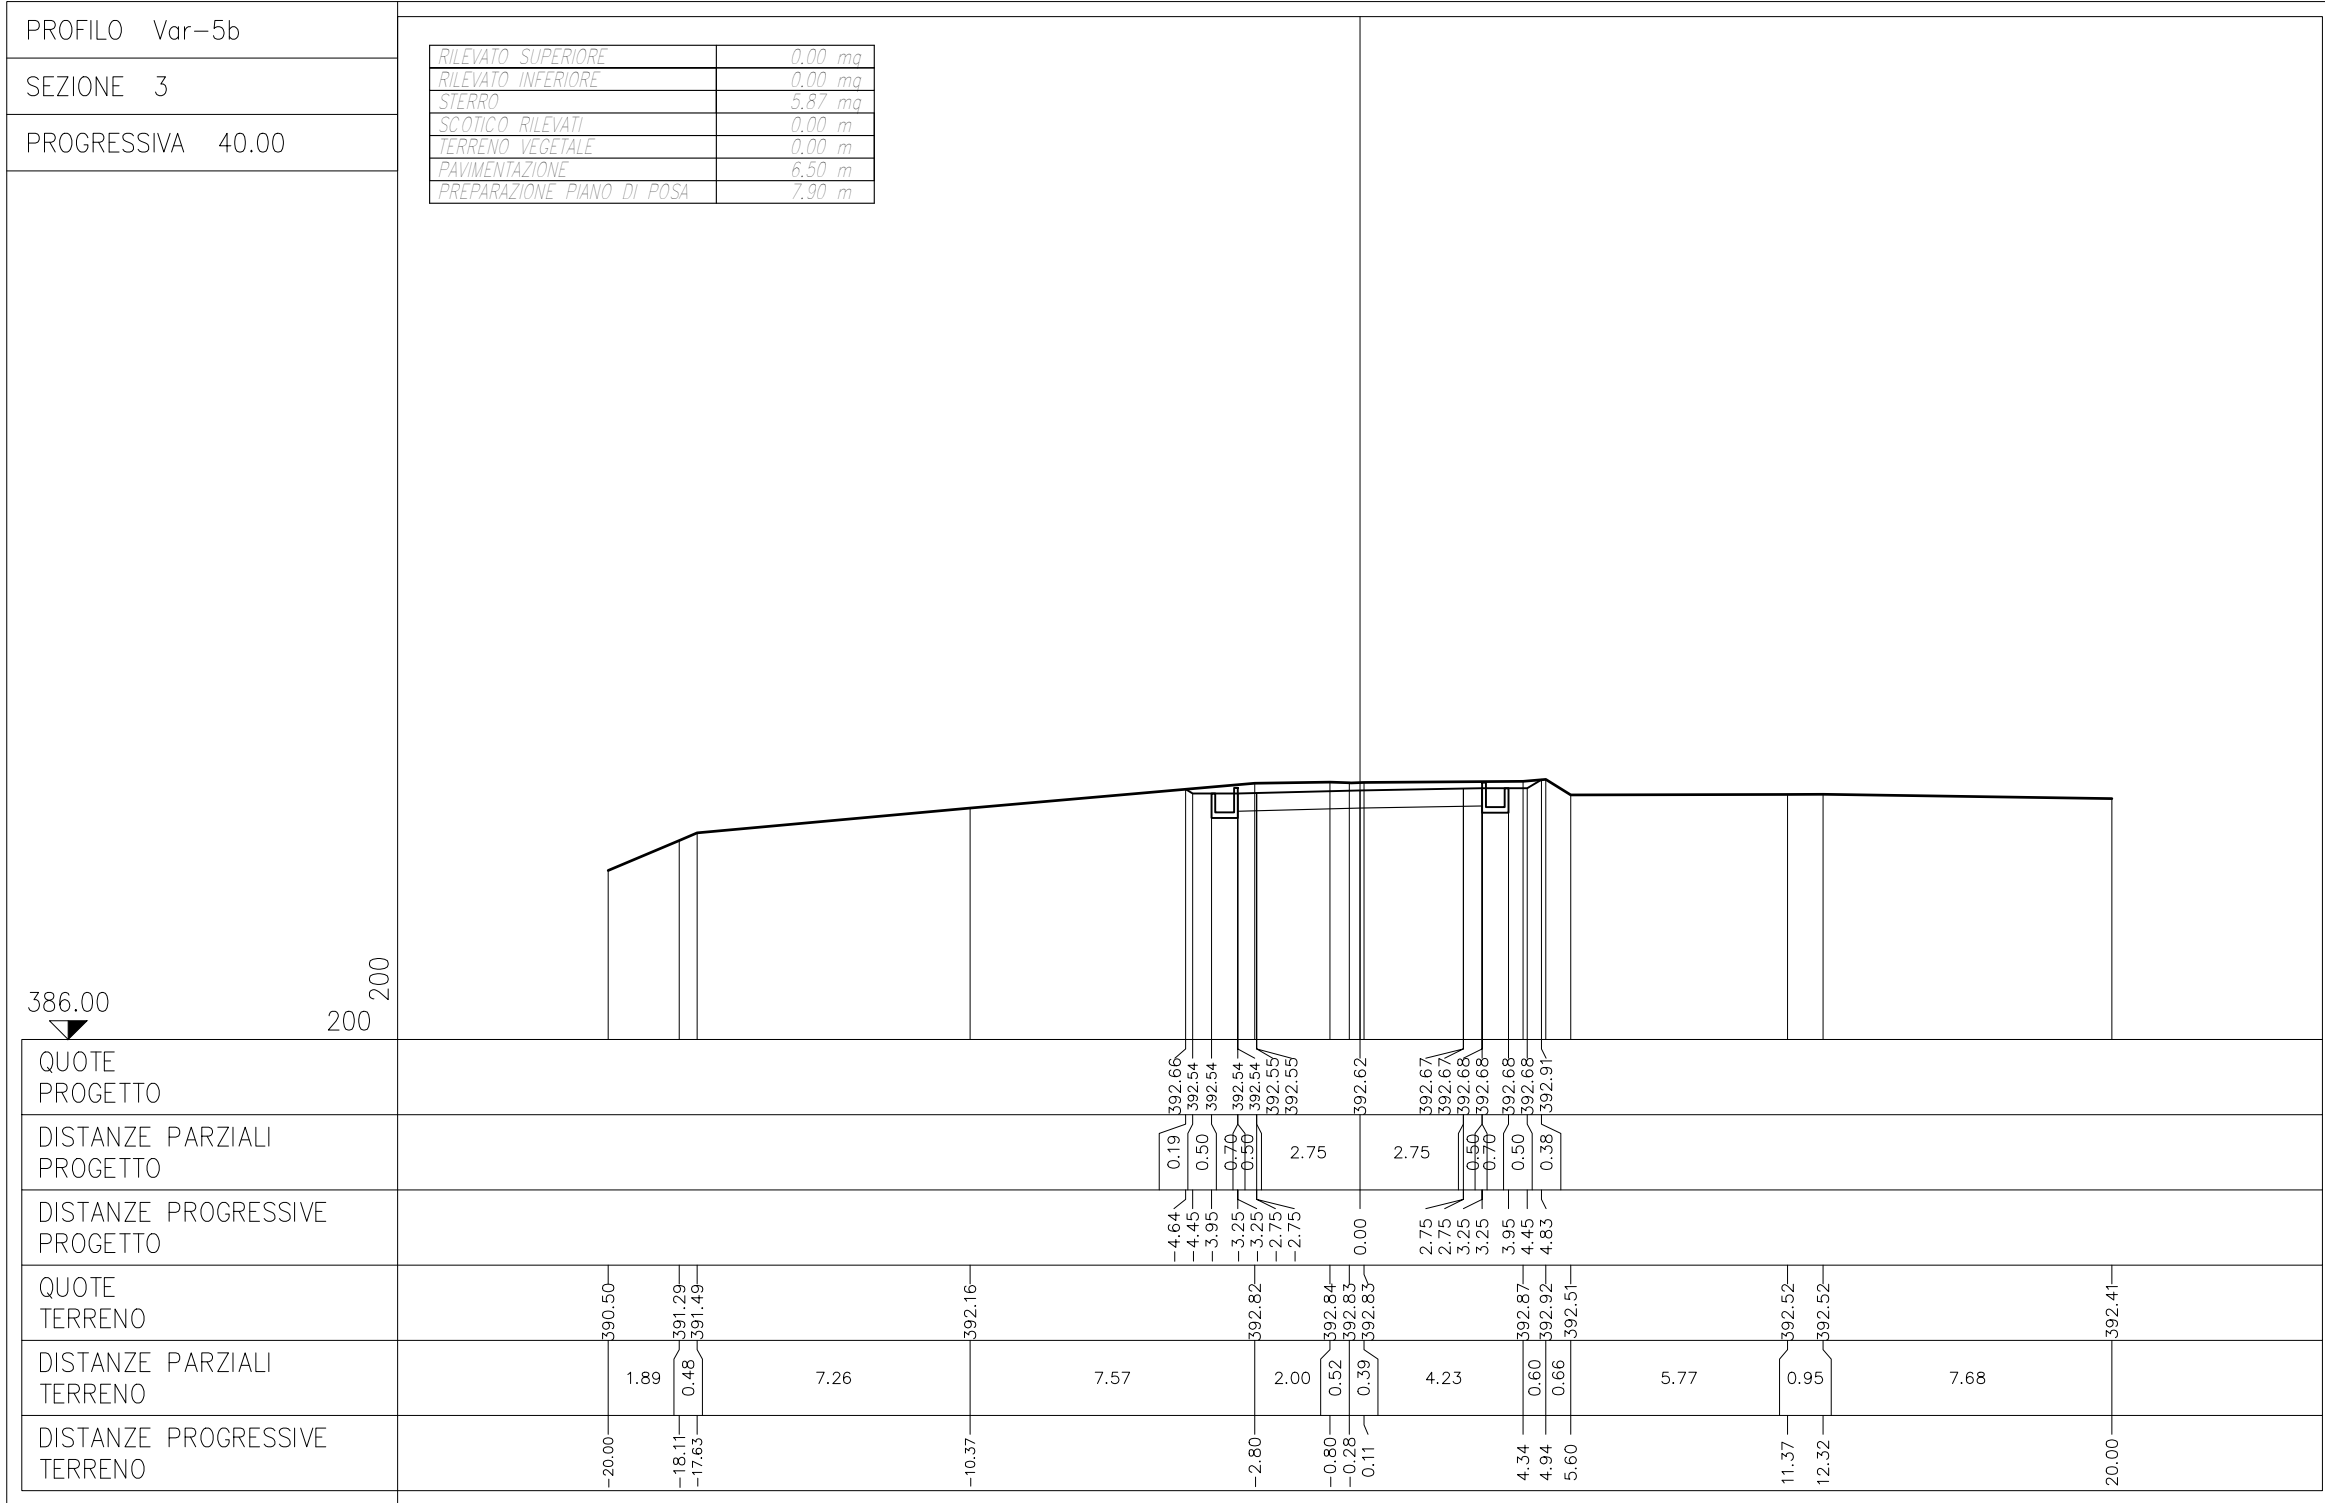 PROFILO Var-5b
SEZIONE 3
PROGRESSIVA 40.00
RILEVATO SUPERIORE 0.00 mq
RILEVATO INFERIORE 0.00 mq
STERRO 5.87 mq
SCOTICO RILEVATI 0.00 m
TERRENO VEGETALE 0.00 m
PAVIMENTAZIONE 6.50 m
PREPARAZIONE PIANO DI POSA 7.90 m
200
386.00
200
QUOTE
PROGETTO
392.66 392.54 392.54 392.54 392.54 392.55 392.55 392.62 392.67 392.67 392.68 392.68 392.68 392.68 392.91
DISTANZE PARZIALI
PROGETTO
0.19 0.50 0.70 0.50 2.75 2.75 0.50 0.70 0.50 0.38
DISTANZE PROGRESSIVE
PROGETTO
-4.64 -4.45 -3.95 -3.25 -3.25 -2.75 -2.75 0.00 2.75 2.75 3.25 3.25 3.95 4.45 4.83
QUOTE
TERRENO
390.50 391.29 391.49 392.16 392.82 392.84 392.83 392.83 392.87 392.92 392.51 392.52 392.52 392.41
DISTANZE PARZIALI
TERRENO
1.89 0.48 7.26 7.57 2.00 0.52 0.39 4.23 0.60 0.66 5.77 0.95 7.68
DISTANZE PROGRESSIVE
TERRENO
-20.00 -18.11 -17.63 -10.37 -2.80 -0.80 -0.28 0.11 4.34 4.94 5.60 11.37 12.32 20.00